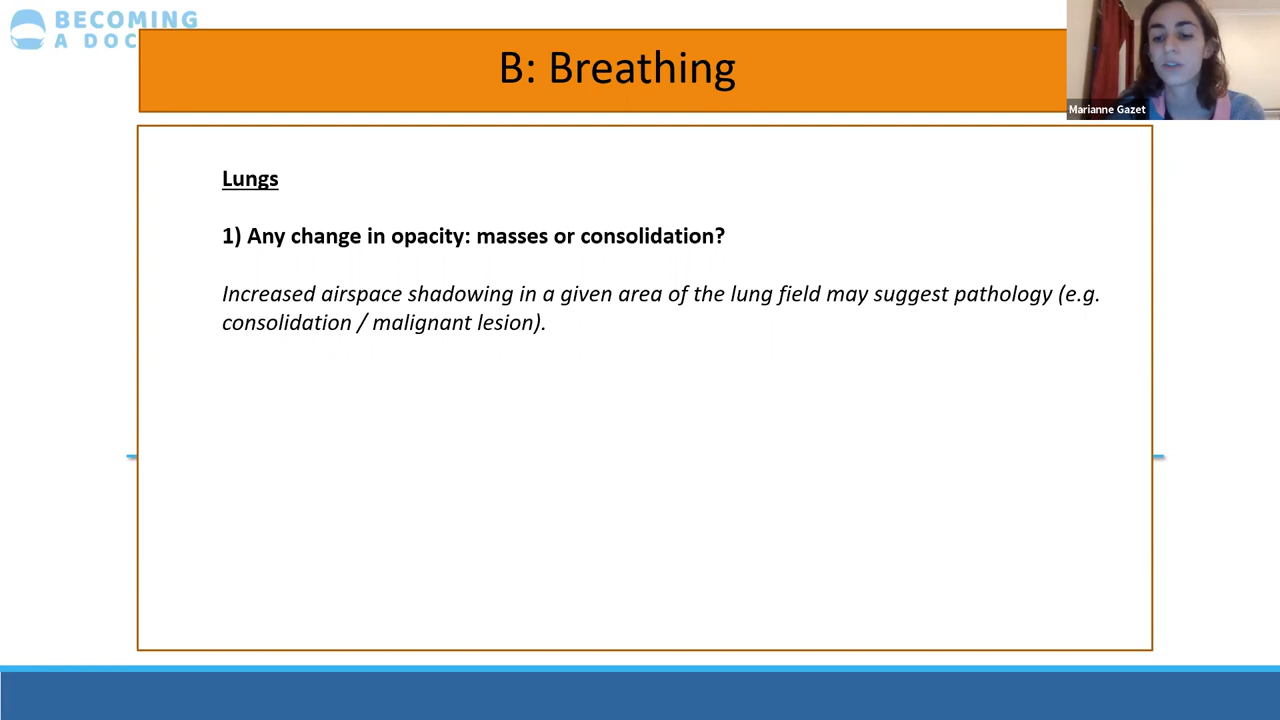 BECOMING
A DOC
B: Breathing
Marianne Gazet
Lungs
1) Any change in opacity: masses or consolidation?
Increased airspace shadowing in a given area of the lung field may suggest pathology (e.g.
consolidation / malignant lesion).